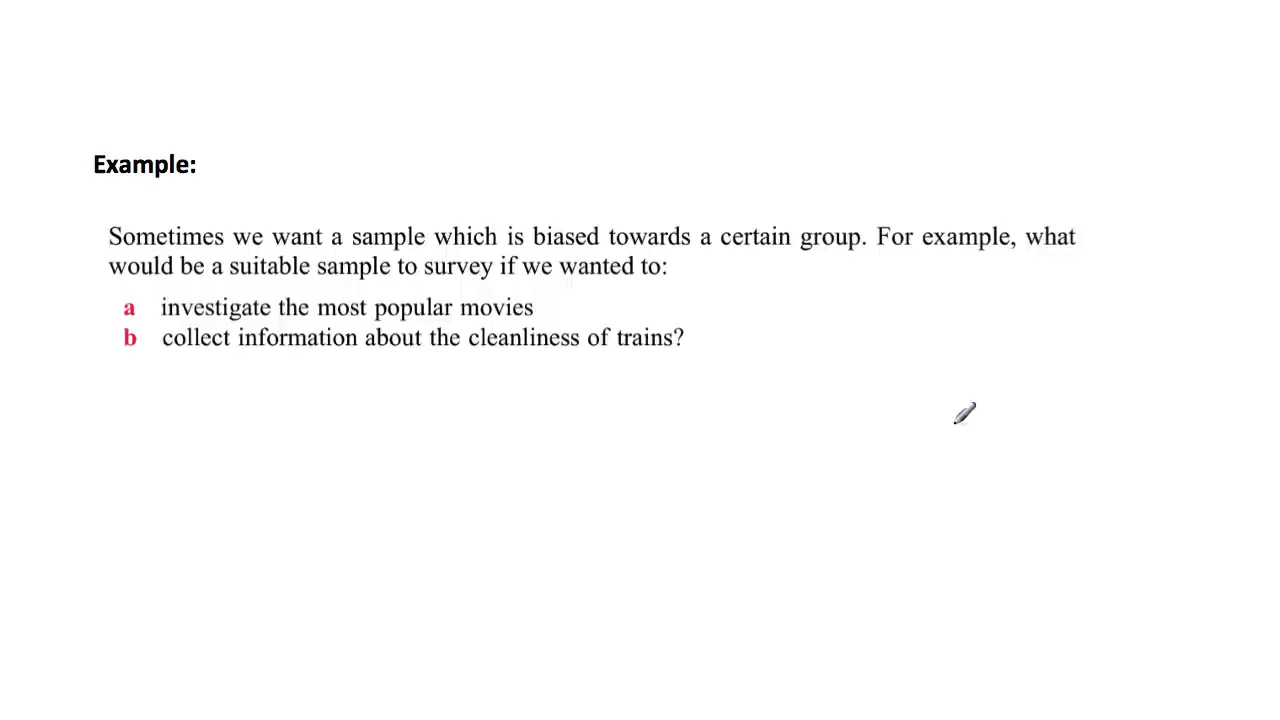 Example:
Sometimes we want a sample which is biased towards a certain group. For example, what
would be a suitable sample to survey if we wanted to:
a investigate the most popular movies
b collect information about the cleanliness of trains?